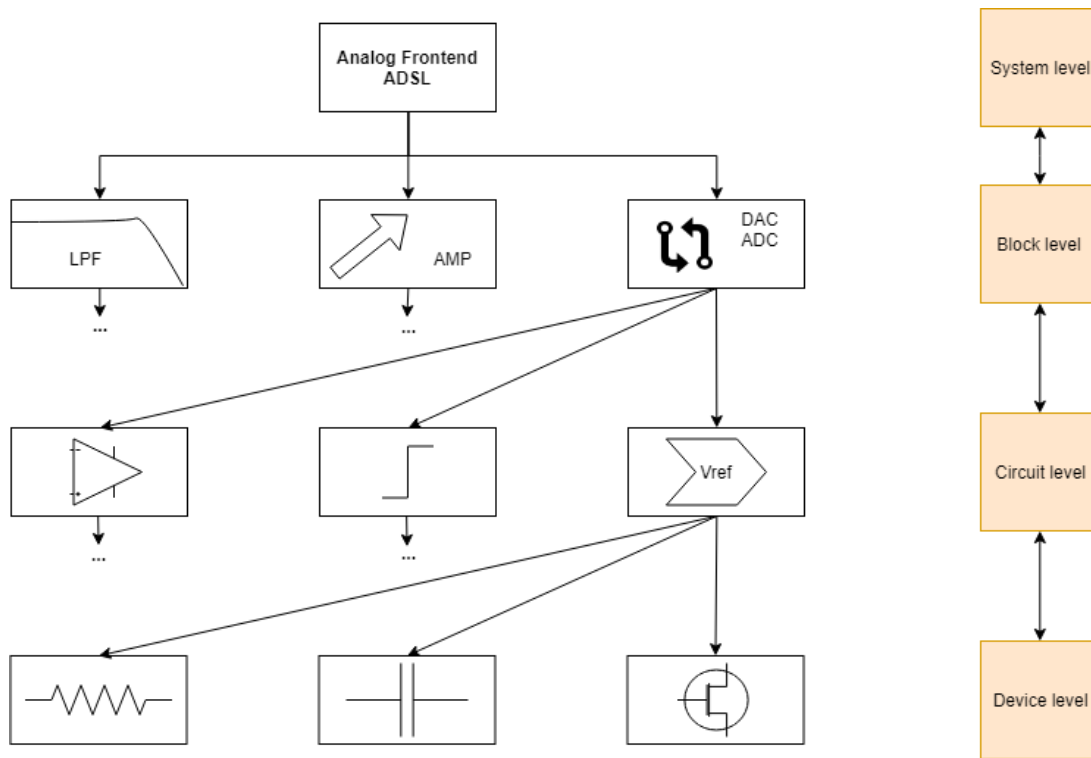 Analog Frontend
ADSL
System level
LPF
AMP
DAC
ADC
Block level
...
...
Vref
Circuit level
...
...
Device level